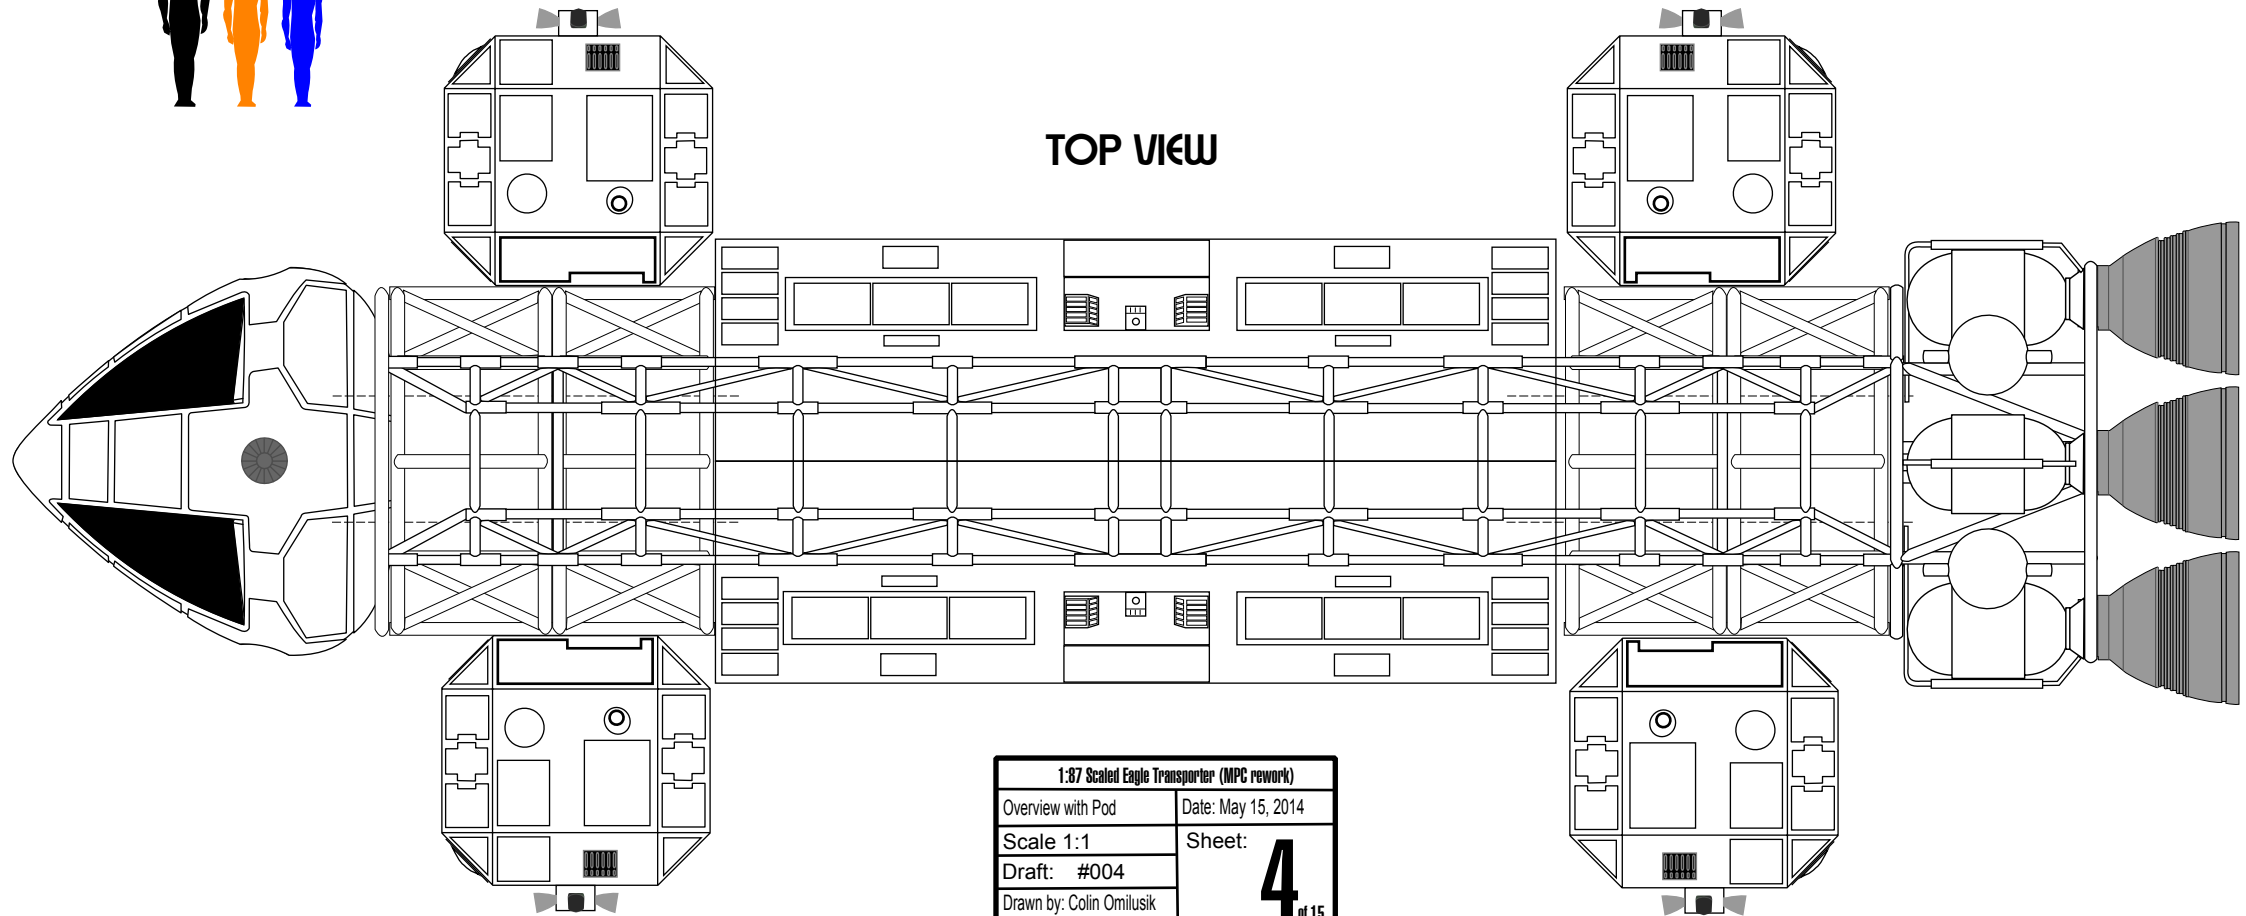 TOP VIEW
1:87 Scaled Eagle Transporter (MPC rework)
Overview with Pod
Date: May 15, 2014
Scale 1:1
Sheet:
4
of 15
Draft: #004
Drawn by: Colin Omilusik